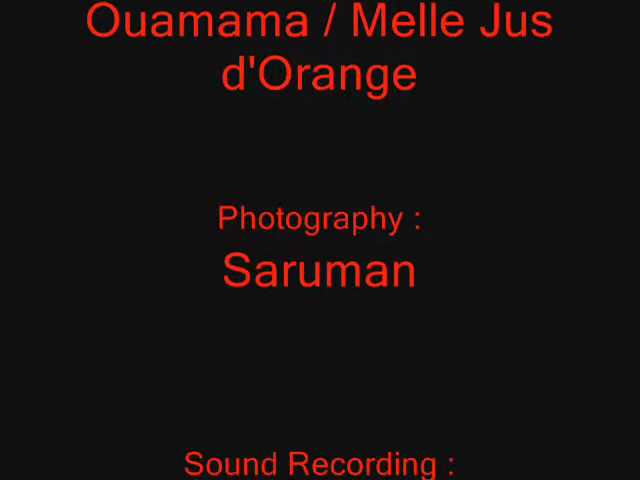 Ouamama / Melle Jus
d'Orange
Photography :
Saruman
Sound Recording :